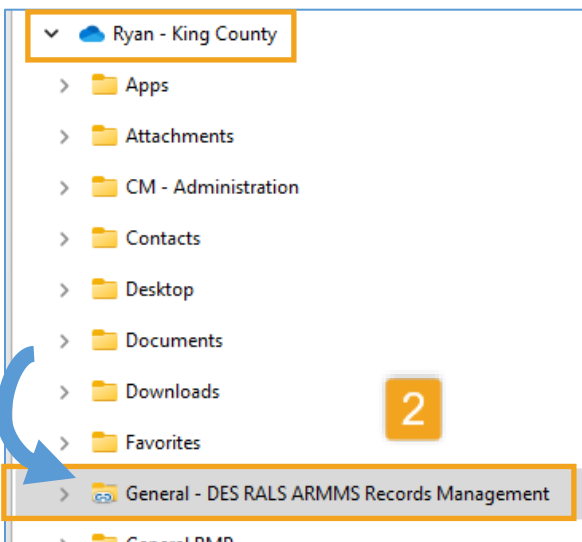 Ryan - King County
Apps
Attachments
CM - Administration
Contacts
Desktop
Documents
Downloads
2
Favorites
General - DES RALS ARMMS Records Management